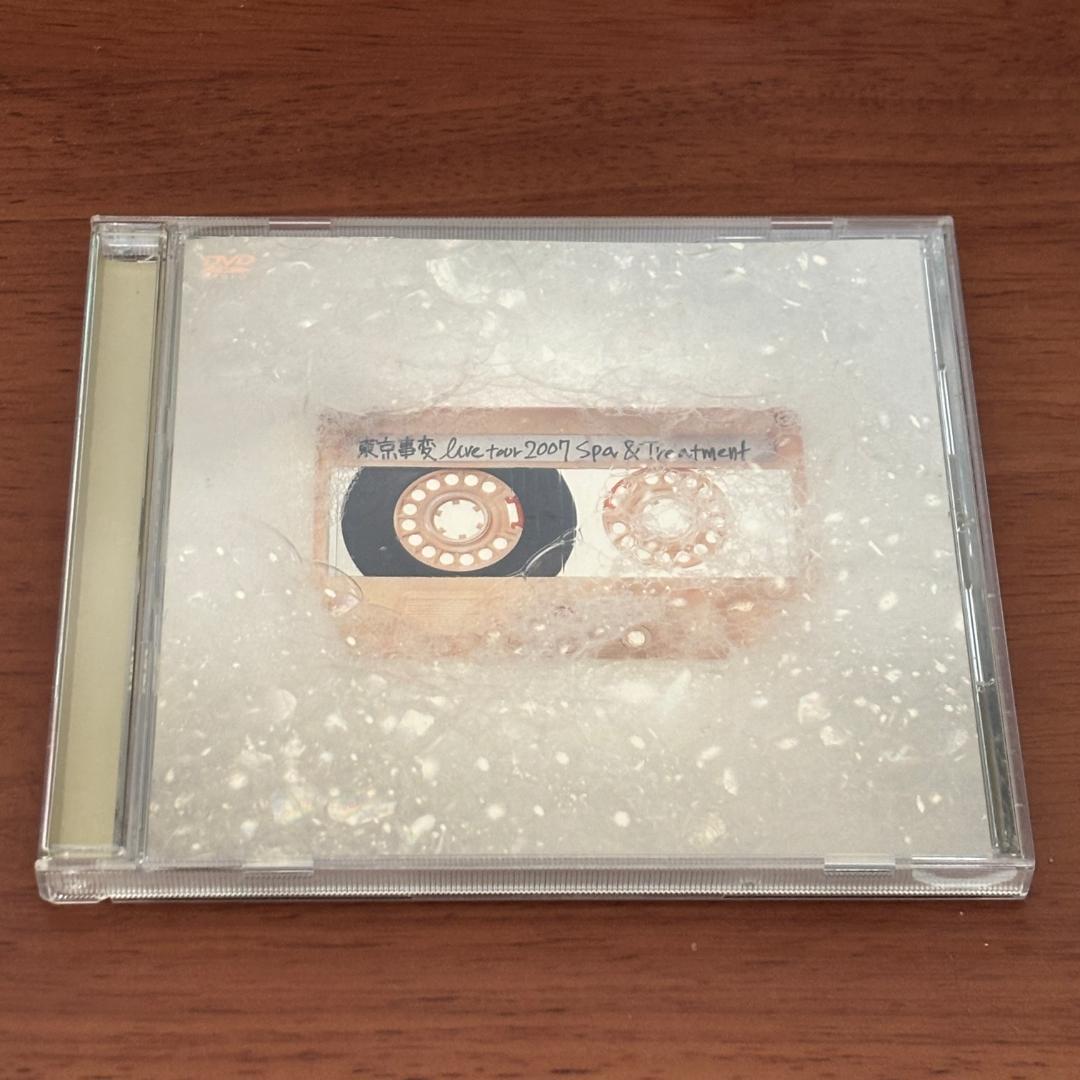 DVD
東京事変 live tour 2007 Spa & Treatment